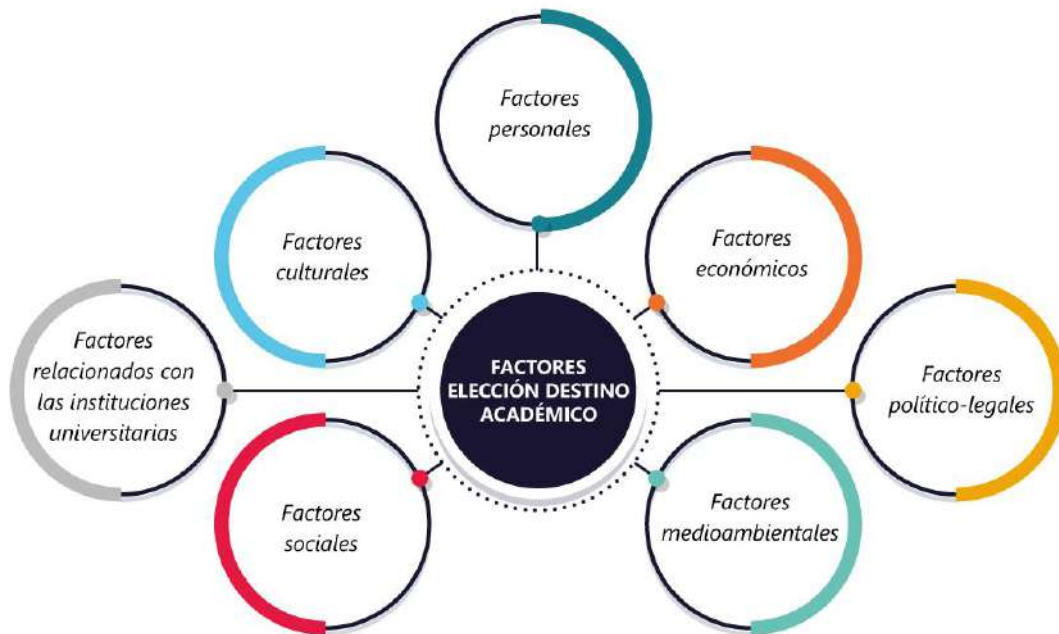 Factores
personales
Factores
culturales
Factores
económicos
Factores
relacionados con
las instituciones
universitarias
FACTORES
ELECCIÓN DESTINO
ACADÉMICO
Factores
político-legales
Factores
sociales
Factores
medioambientales